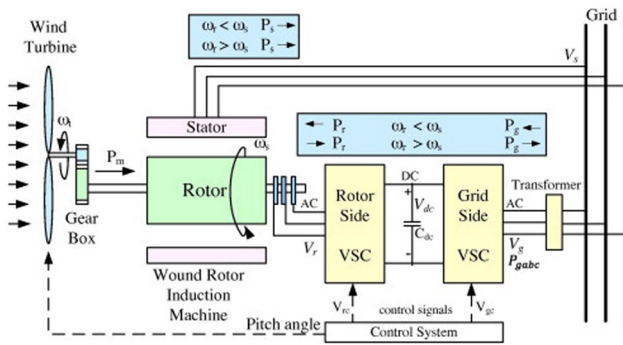 Wind
Turbine
ωr < ωs Ps
ωr > ωs Ps
Grid
Vs
Stator
Pr ωr < ωs Pg
Pr ωr > ωs Pg
ωt
Pm
ωs
Rotor
Gear
Box
AC
Vr
Rotor
Side
VSC
DC
+
Vdc
Cdc
-
Grid
Side
VSC
AC
Transformer
Vg
Pgabc
Wound Rotor
Induction
Machine
Vrc control signals Vgc
Pitch angle
Control System